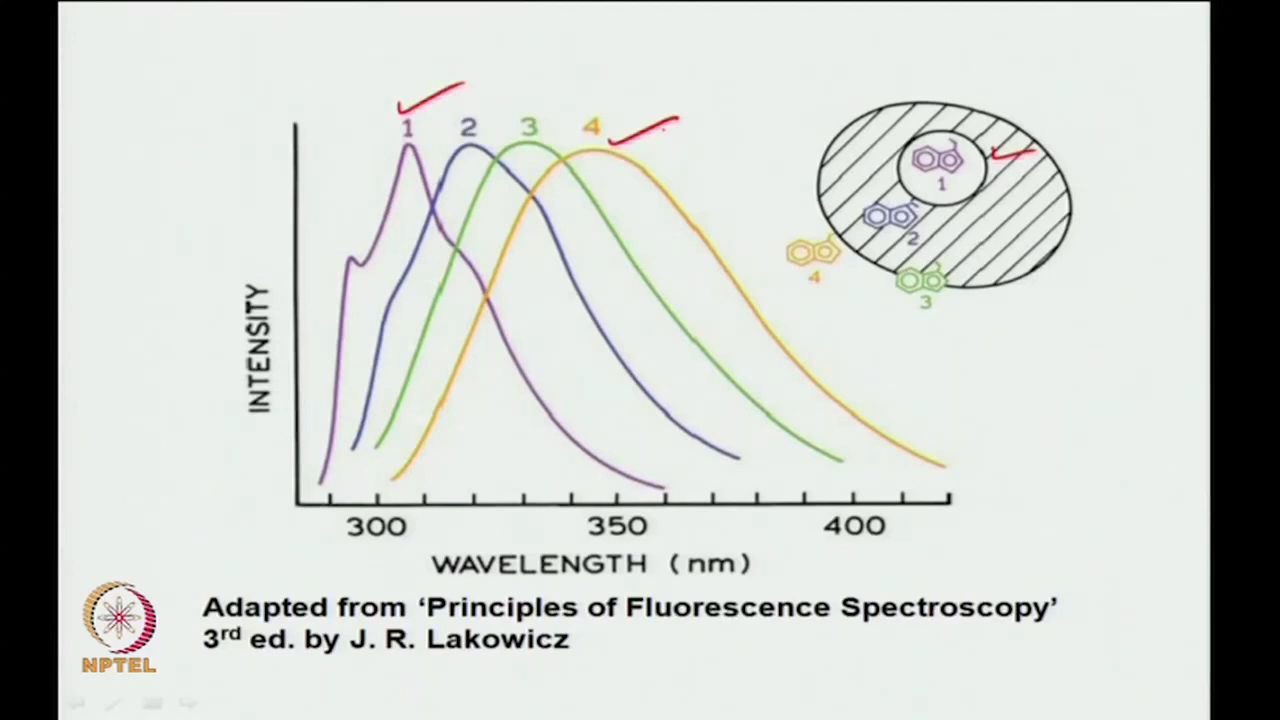 1 2 3 4
1
2
4
3
INTENSITY
300 350 400
WAVELENGTH (nm)
Adapted from ‘Principles of Fluorescence Spectroscopy’
3rd ed. by J. R. Lakowicz
NPTEL